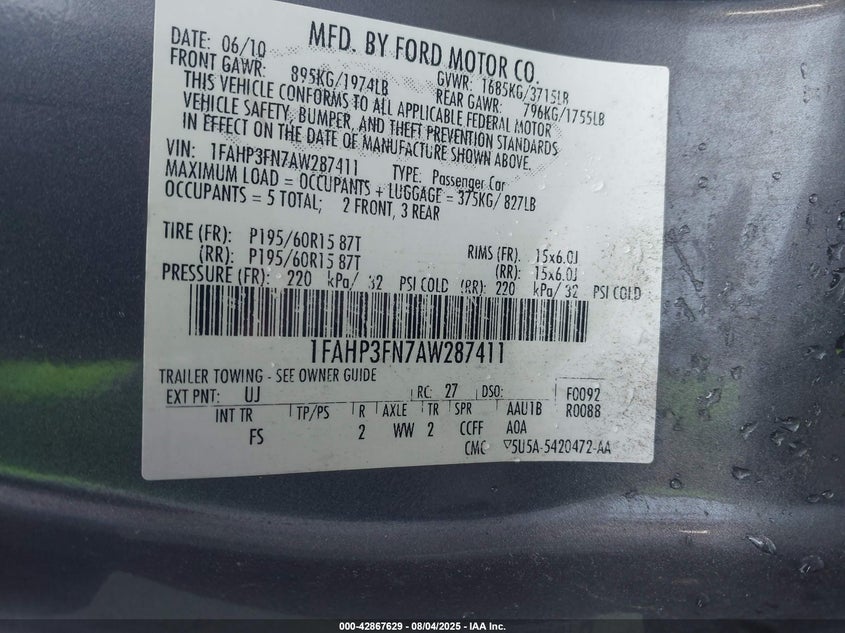 MFD. BY FORD MOTOR CO.
DATE: 06/10
FRONT GAWR: 895KG/1974LB
GVWR: 1685KG/3715LB
REAR GAWR: 796KG/1755LB
THIS VEHICLE CONFORMS TO ALL APPLICABLE FEDERAL MOTOR
VEHICLE SAFETY, BUMPER, AND THEFT PREVENTION STANDARDS
IN EFFECT ON THE DATE OF MANUFACTURE SHOWN ABOVE.
VIN: 1FAHP3FN7AW287411 TYPE: Passenger Car
MAXIMUM LOAD = OCCUPANTS + LUGGAGE = 375KG/ 827LB
OCCUPANTS = 5 TOTAL; 2 FRONT, 3 REAR
TIRE (FR): P195/60R15 87T RIMS (FR): 15x6.0J
(RR): P195/60R15 87T (RR): 15x6.0J
PRESSURE (FR): 220 kPa/ 32 PSI COLD (RR): 220 kPa/ 32 PSI COLD
1FAHP3FN7AW287411
TRAILER TOWING - SEE OWNER GUIDE
EXT PNT: UJ RC: 27 DSO: F0092
INT TR TP/PS R AXLE TR SPR AAU1B R0088
FS 2 WW 2 CCFF AOA
CMC 5U5A-5420472-AA
000-42867629 - 08/04/2025 - IAA Inc.